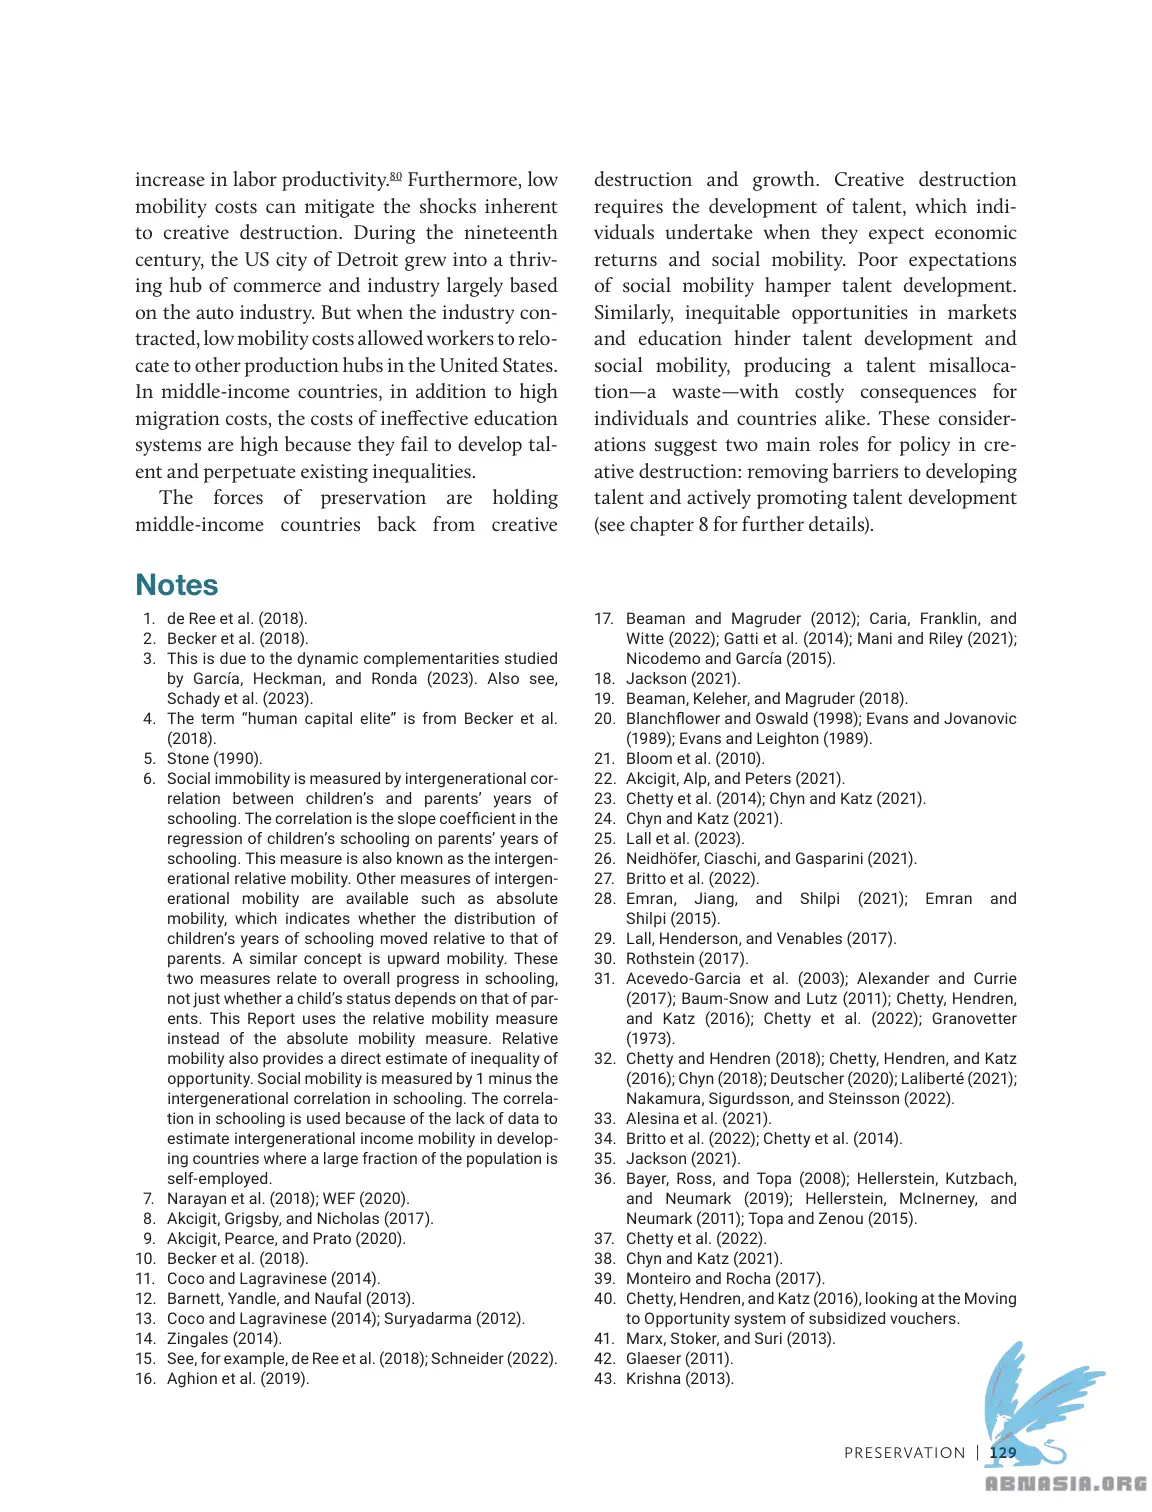 increase in labor productivity.80 Furthermore, low
mobility costs can mitigate the shocks inherent
to creative destruction. During the nineteenth
century, the US city of Detroit grew into a thriv-
ing hub of commerce and industry largely based
on the auto industry. But when the industry con-
tracted, low mobility costs allowed workers to relo-
cate to other production hubs in the United States.
In middle-income countries, in addition to high
migration costs, the costs of ineffective education
systems are high because they fail to develop tal-
ent and perpetuate existing inequalities.
The forces of preservation are holding
middle-income countries back from creative
destruction and growth. Creative destruction
requires the development of talent, which indi-
viduals undertake when they expect economic
returns and social mobility. Poor expectations
of social mobility hamper talent development.
Similarly, inequitable opportunities in markets
and education hinder talent development and
social mobility, producing a talent misalloca-
tion—a waste—with costly consequences for
individuals and countries alike. These consider-
ations suggest two main roles for policy in cre-
ative destruction: removing barriers to developing
talent and actively promoting talent development
(see chapter 8 for further details).
Notes
1. de Ree et al. (2018).
2. Becker et al. (2018).
3. This is due to the dynamic complementarities studied
by García, Heckman, and Ronda (2023). Also see,
Schady et al. (2023).
4. The term “human capital elite” is from Becker et al.
(2018).
5. Stone (1990).
6. Social immobility is measured by intergenerational cor-
relation between children’s and parents’ years of
schooling. The correlation is the slope coefficient in the
regression of children’s schooling on parents’ years of
schooling. This measure is also known as the intergen-
erational relative mobility. Other measures of intergen-
erational mobility are available such as absolute
mobility, which indicates whether the distribution of
children’s years of schooling moved relative to that of
parents. A similar concept is upward mobility. These
two measures relate to overall progress in schooling,
not just whether a child’s status depends on that of par-
ents. This Report uses the relative mobility measure
instead of the absolute mobility measure. Relative
mobility also provides a direct estimate of inequality of
opportunity. Social mobility is measured by 1 minus the
intergenerational correlation in schooling. The correla-
tion in schooling is used because of the lack of data to
estimate intergenerational income mobility in develop-
ing countries where a large fraction of the population is
self-employed.
7. Narayan et al. (2018); WEF (2020).
8. Akcigit, Grigsby, and Nicholas (2017).
9. Akcigit, Pearce, and Prato (2020).
10. Becker et al. (2018).
11. Coco and Lagravinese (2014).
12. Barnett, Yandle, and Naufal (2013).
13. Coco and Lagravinese (2014); Suryadarma (2012).
14. Zingales (2014).
15. See, for example, de Ree et al. (2018); Schneider (2022).
16. Aghion et al. (2019).
17. Beaman and Magruder (2012); Caria, Franklin, and
Witte (2022); Gatti et al. (2014); Mani and Riley (2021);
Nicodemo and García (2015).
18. Jackson (2021).
19. Beaman, Keleher, and Magruder (2018).
20. Blanchflower and Oswald (1998); Evans and Jovanovic
(1989); Evans and Leighton (1989).
21. Bloom et al. (2010).
22. Akcigit, Alp, and Peters (2021).
23. Chetty et al. (2014); Chyn and Katz (2021).
24. Chyn and Katz (2021).
25. Lall et al. (2023).
26. Neidhöfer, Ciaschi, and Gasparini (2021).
27. Britto et al. (2022).
28. Emran, Jiang, and Shilpi (2021); Emran and
Shilpi (2015).
29. Lall, Henderson, and Venables (2017).
30. Rothstein (2017).
31. Acevedo-Garcia et al. (2003); Alexander and Currie
(2017); Baum-Snow and Lutz (2011); Chetty, Hendren,
and Katz (2016); Chetty et al. (2022); Granovetter
(1973).
32. Chetty and Hendren (2018); Chetty, Hendren, and Katz
(2016); Chyn (2018); Deutscher (2020); Laliberté (2021);
Nakamura, Sigurdsson, and Steinsson (2022).
33. Alesina et al. (2021).
34. Britto et al. (2022); Chetty et al. (2014).
35. Jackson (2021).
36. Bayer, Ross, and Topa (2008); Hellerstein, Kutzbach,
and Neumark (2019); Hellerstein, McInerney, and
Neumark (2011); Topa and Zenou (2015).
37. Chetty et al. (2022).
38. Chyn and Katz (2021).
39. Monteiro and Rocha (2017).
40. Chetty, Hendren, and Katz (2016), looking at the Moving
to Opportunity system of subsidized vouchers.
41. Marx, Stoker, and Suri (2013).
42. Glaeser (2011).
43. Krishna (2013).
PRESERVATION | 129
ABNASIA.ORG